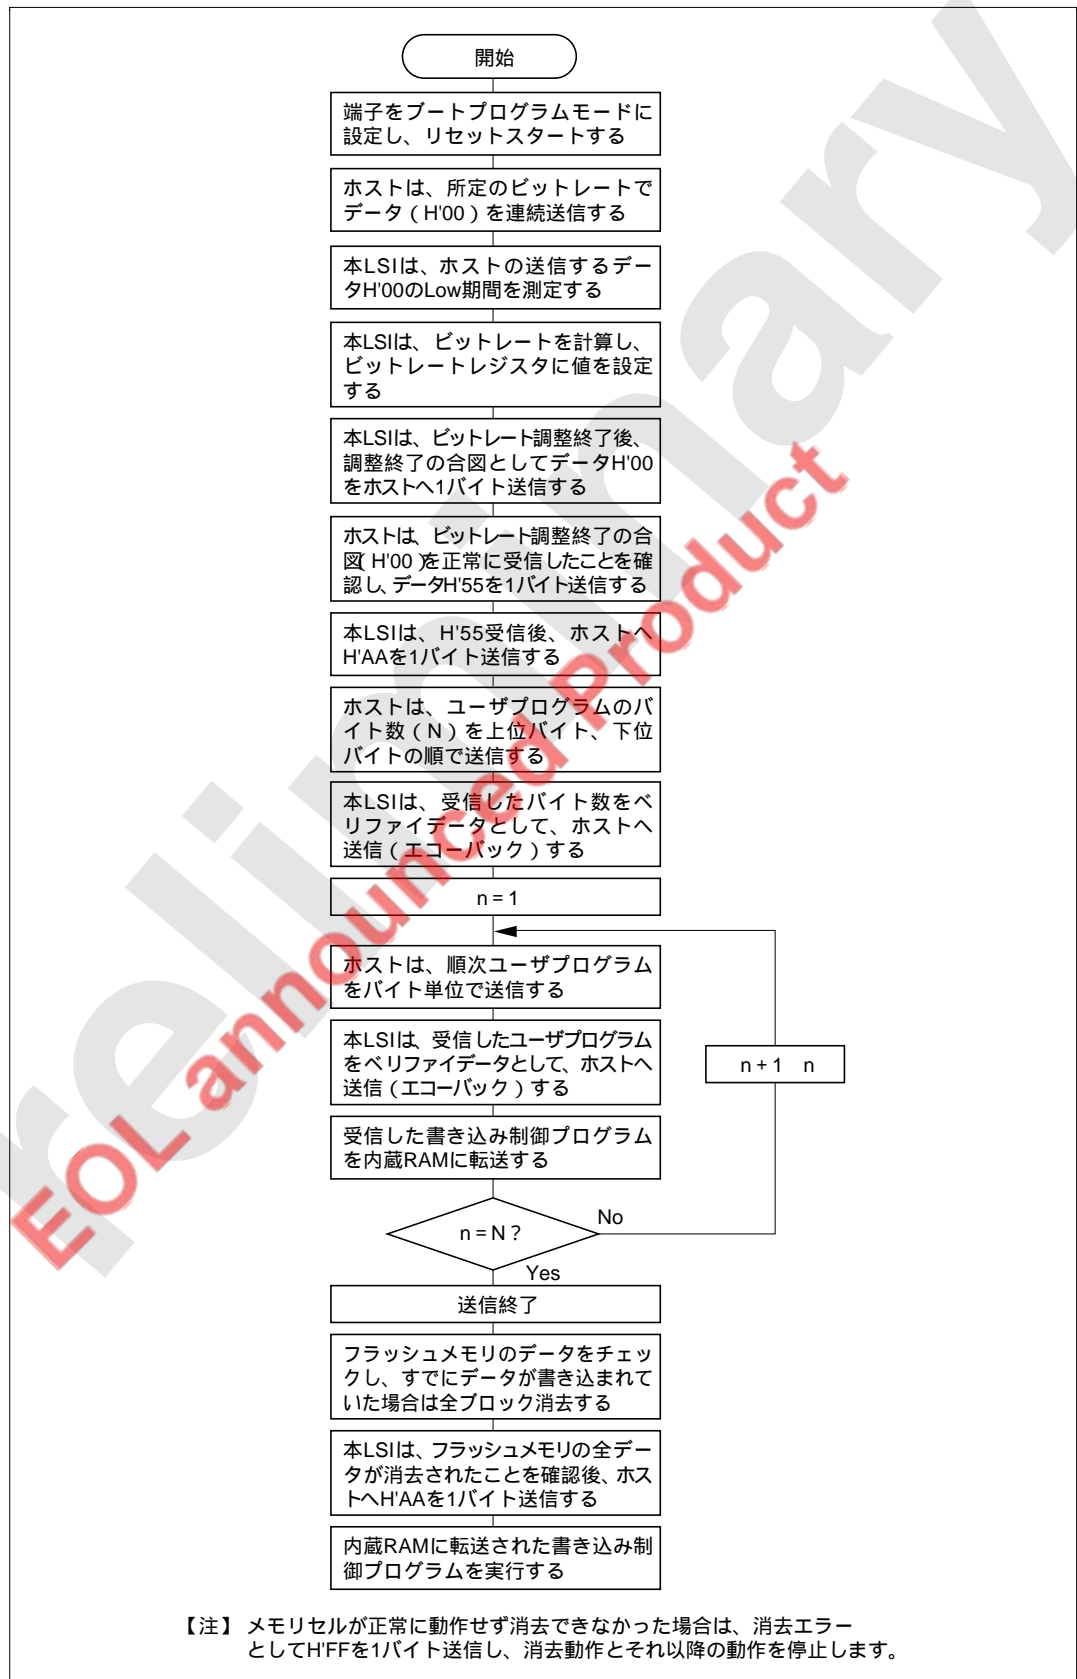 開始
端子をブートプログラムモードに
設定し、リセットスタートする
ホストは、所定のビットレートで
データ（H'00）を連続送信する
本LSIは、ホストの送信するデー
タH'00のLow期間を測定する
本LSIは、ビットレートを計算し、
ビットレートレジスタに値を設定
する
本LSIは、ビットレート調整終了後、
調整終了の合図としてデータH'00
をホストへ1バイト送信する
ホストは、ビットレート調整終了の合
図（H'00）を正常に受信したことを確
認し、データH'55を1バイト送信する
本LSIは、H'55受信後、ホストへ
H'AAを1バイト送信する
ホストは、ユーザプログラムのバ
イト数（N）を上位バイト、下位
バイトの順で送信する
本LSIは、受信したバイト数をベ
リファイデータとして、ホストへ
送信（エコーバック）する
n = 1
ホストは、順次ユーザプログラム
をバイト単位で送信する
本LSIは、受信したユーザプログラム
をベリファイデータとして、ホストへ
送信（エコーバック）する
n + 1 n
受信した書き込み制御プログラム
を内蔵RAMに転送する
n = N ?
No
Yes
送信終了
フラッシュメモリのデータをチェッ
クし、すでにデータが書き込まれて
いた場合は全ブロック消去する
本LSIは、フラッシュメモリの全デー
タが消去されたことを確認後、ホス
トへH'AAを1バイト送信する
内蔵RAMに転送された書き込み制
御プログラムを実行する
【注】 メモリセルが正常に動作せず消去できなかった場合は、消去エラー
としてH'FFを1バイト送信し、消去動作とそれ以降の動作を停止します。
reliminary
EOL announced Product